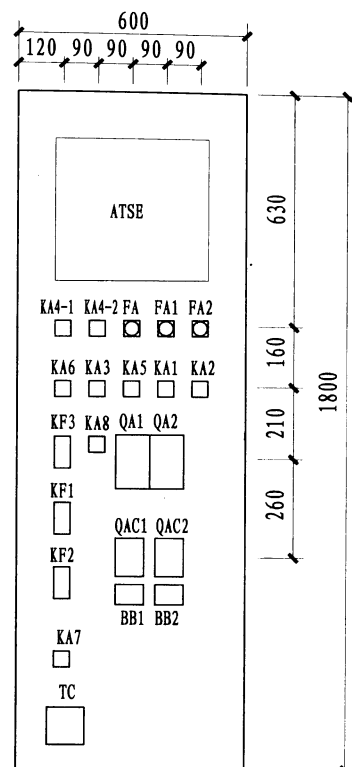 600
120 90 90 90 90
ATSE
630
KA4-1 KA4-2 FA FA1 FA2
160
KA6 KA3 KA5 KA1 KA2
1800
210
KF3 KA8 QA1 QA2
260
KF1
QAC1 QAC2
KF2
BB1 BB2
KA7
TC